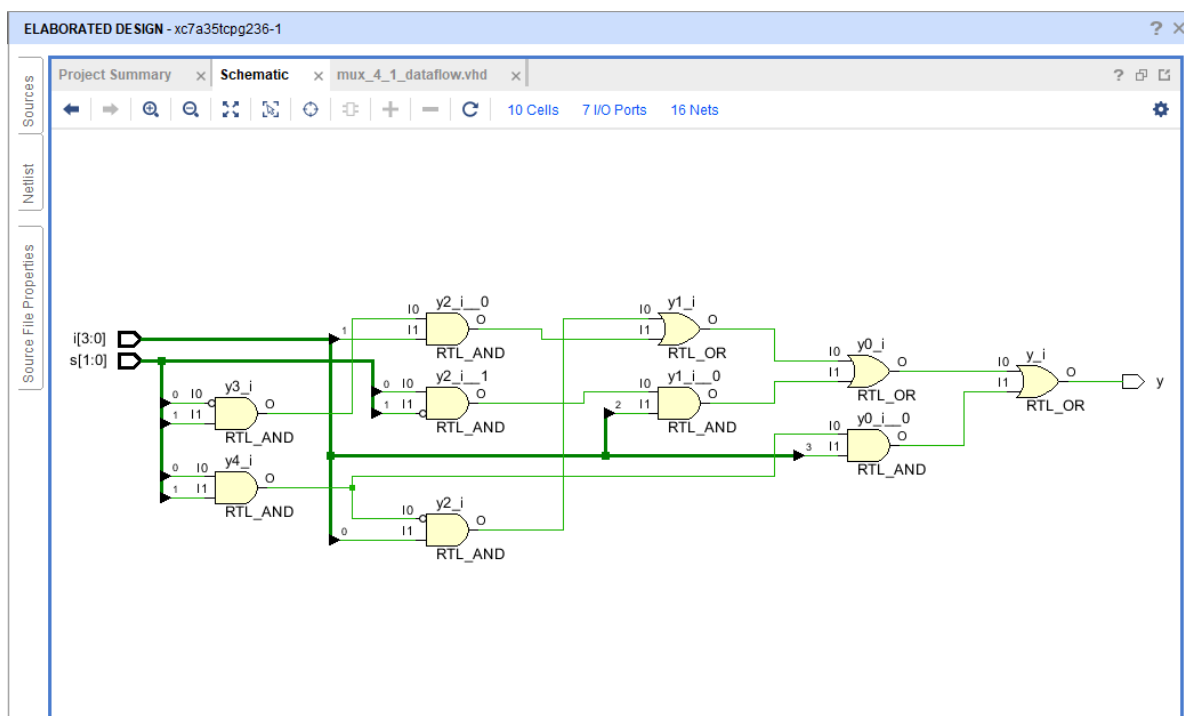 ELABORATED DESIGN - xc7a35tcpg236-1
? ×
Sources
Netlist
Source File Properties
Project Summary × Schematic × mux_4_1_dataflow.vhd × ?
10 Cells 7 I/O Ports 16 Nets
i[3:0]
s[1:0]
0 I0 y3_i O
1 I1
RTL_AND
0 I0 y4_i O
1 I1
RTL_AND
I0 y2_i__0 O
1 I1
RTL_AND
0 I0 y2_i__1 O
1 I1
RTL_AND
I0 y2_i O
0 I1
RTL_AND
I0 y1_i O
I1
RTL_OR
I0 y1_i__0 O
2 I1
RTL_AND
I0 y0_i O
I1
RTL_OR
I0 y0_i__0 O
3 I1
RTL_AND
I0 y_i O
I1
RTL_OR
y